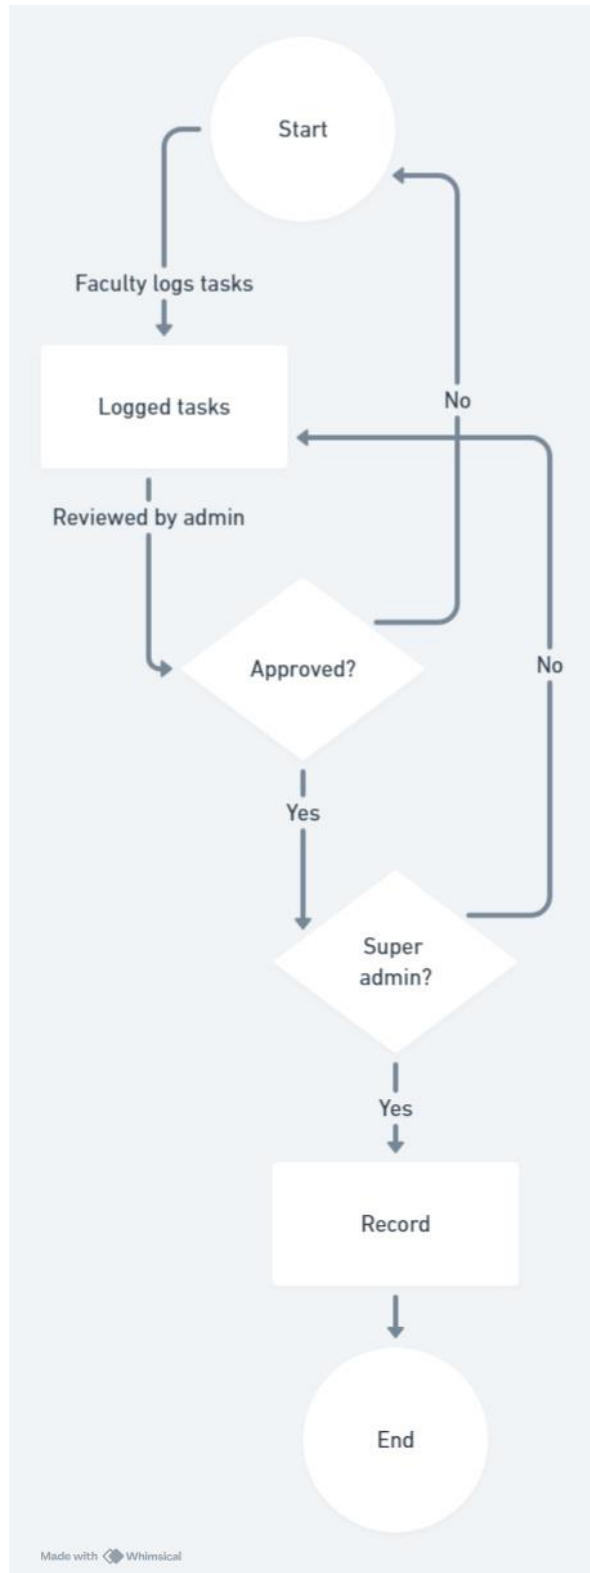 Start
Faculty logs tasks
Logged tasks
No
Reviewed by admin
Approved?
No
Yes
Super
admin?
Yes
Record
End
Made with Whimsical